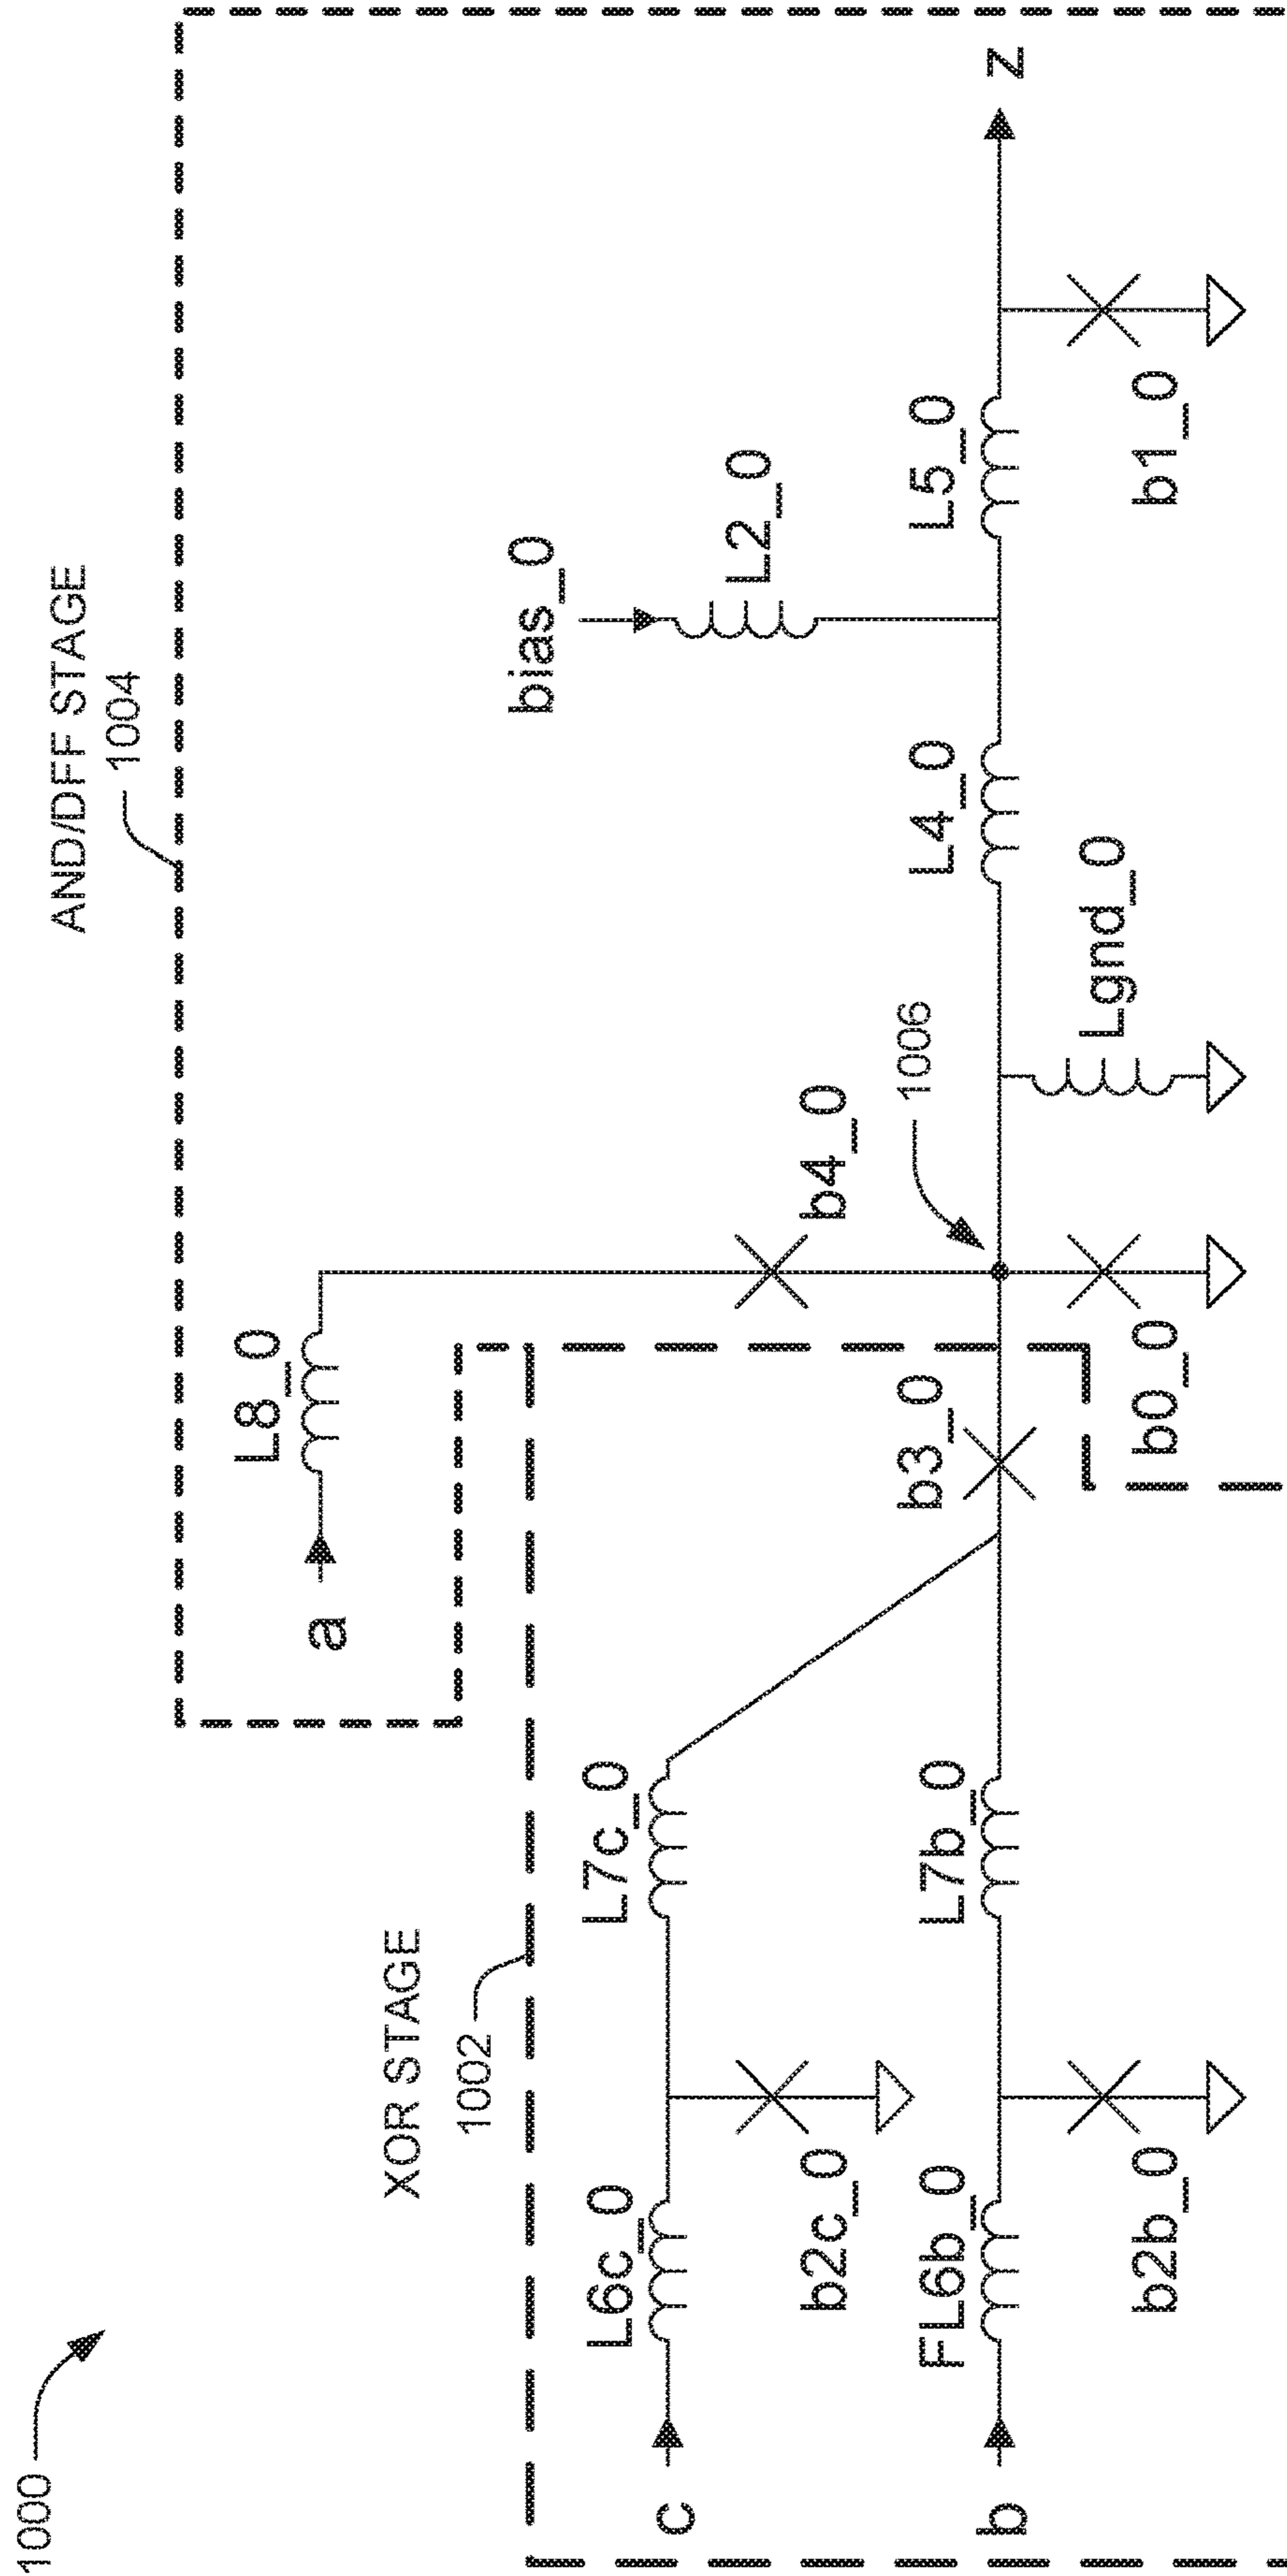 1000
AND/DFF STAGE
1004
XOR STAGE
1002
a
L8_0
bias_0
L2_0
c
L6c_0
L7c_0
b2c_0
b4_0
1006
b
FL6b_0
L7b_0
b3_0
L4_0
L5_0
z
b2b_0
b0_0
Lgnd_0
b1_0